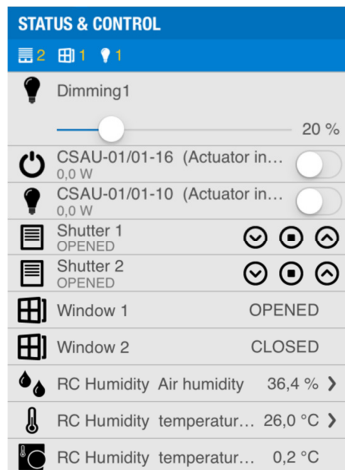 STATUS & CONTROL
2 1 1
Dimming1
20 %
CSAU-01/01-16 (Actuator in...
0,0 W
CSAU-01/01-10 (Actuator in...
0,0 W
Shutter 1
OPENED
Shutter 2
OPENED
Window 1 OPENED
Window 2 CLOSED
RC Humidity Air humidity 36,4 %
RC Humidity temperatur... 26,0 °C
RC Humidity temperatur... 0,2 °C